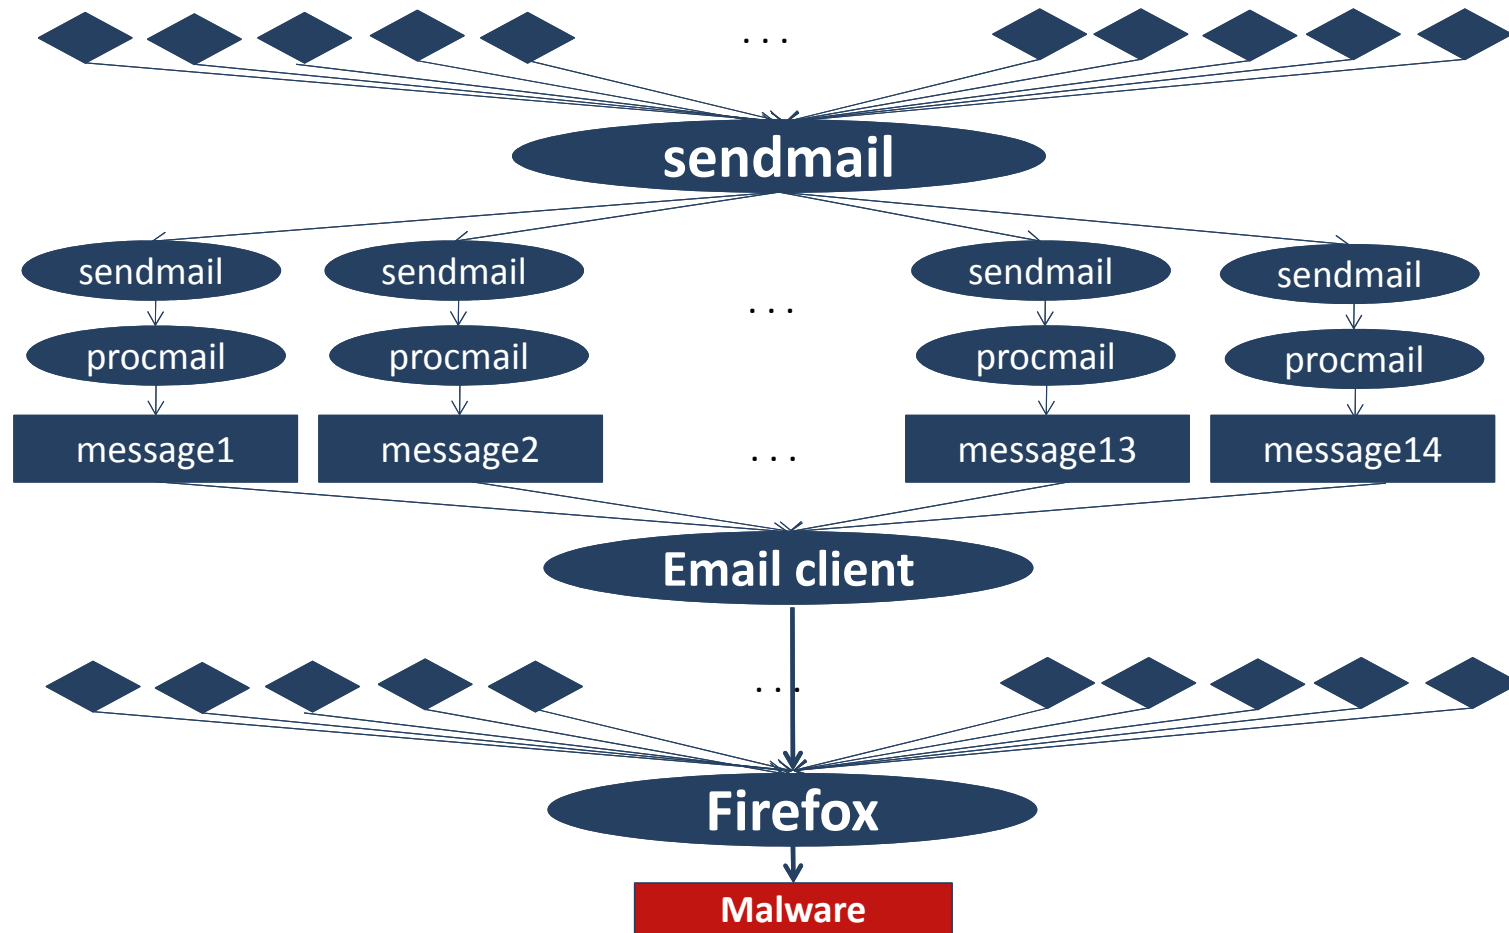 . . .
sendmail
sendmail
sendmail
sendmail
sendmail
. . .
procmail
procmail
procmail
procmail
message1
message2
. . .
message13
message14
Email client
. . .
Firefox
Malware